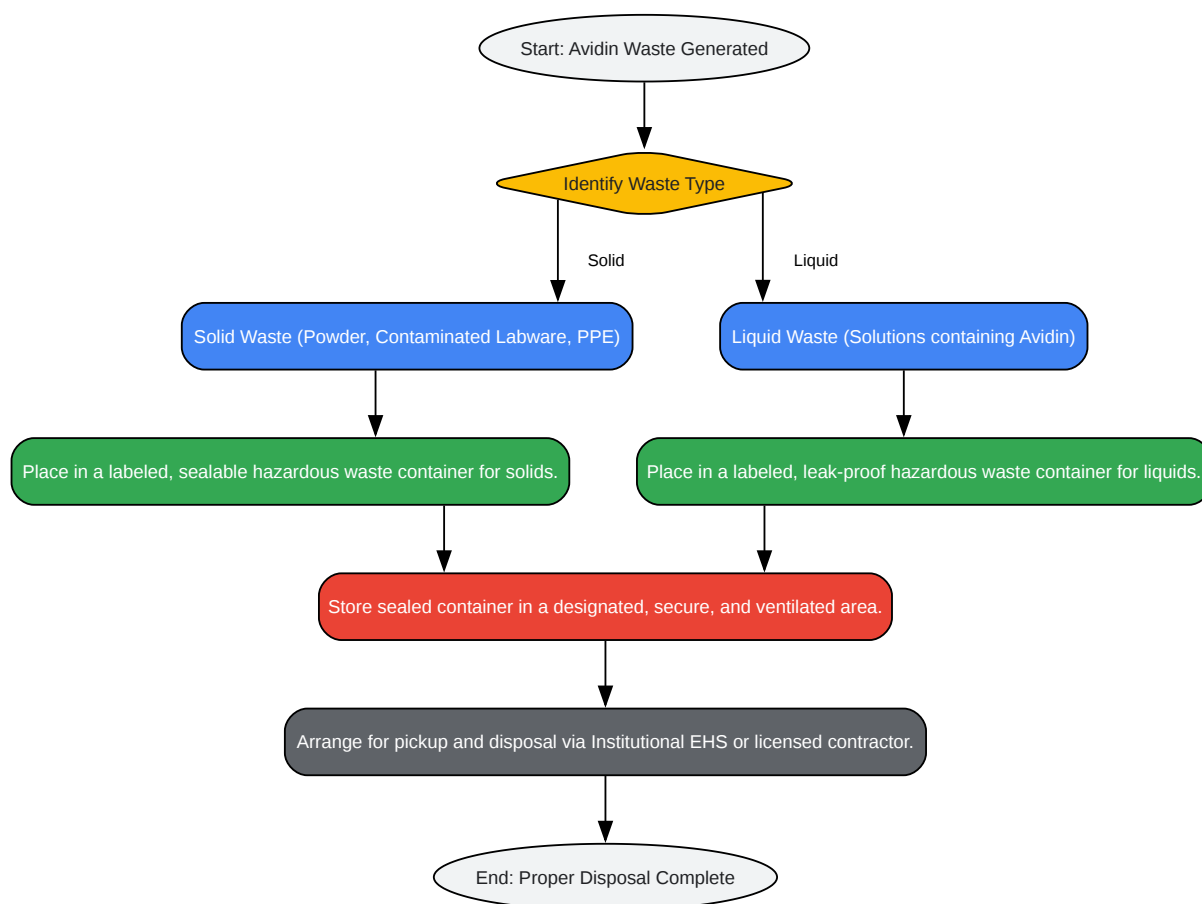 Start: Avidin Waste Generated
Identify Waste Type
Solid
Liquid
Solid Waste (Powder, Contaminated Labware, PPE)
Liquid Waste (Solutions containing Avidin)
Place in a labeled, sealable hazardous waste container for solids.
Place in a labeled, leak-proof hazardous waste container for liquids.
Store sealed container in a designated, secure, and ventilated area.
Arrange for pickup and disposal via Institutional EHS or licensed contractor.
End: Proper Disposal Complete